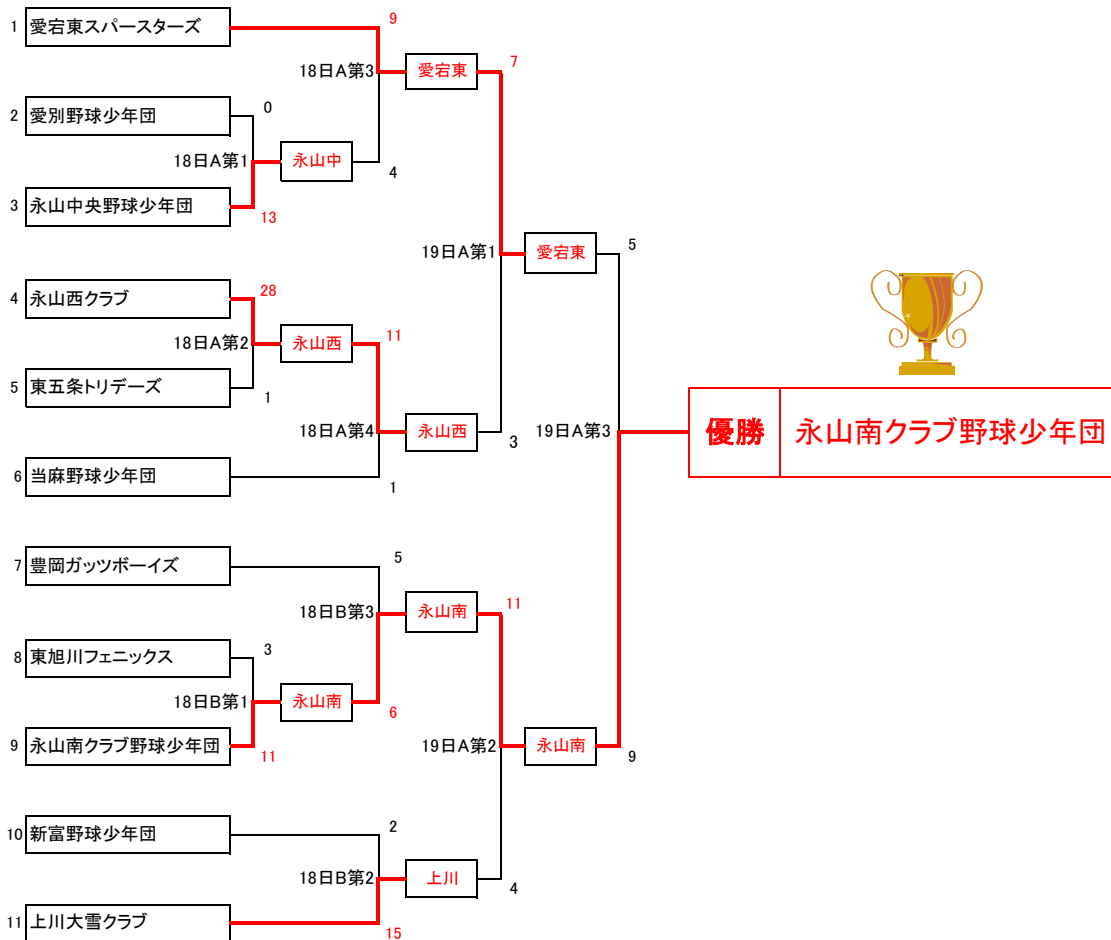 1 愛宕東スパースターズ
9
18日A第3
愛宕東
7
2 愛別野球少年団
0
18日A第1
永山中
4
3 永山中央野球少年団
13
19日A第1
愛宕東
5
4 永山西クラブ
28
18日A第2
永山西
11
5 東五条トリデーズ
1
18日A第4
永山西
3
19日A第3
優勝 永山南クラブ野球少年団
6 当麻野球少年団
1
7 豊岡ガッツボーイズ
5
18日B第3
永山南
11
8 東旭川フェニックス
3
18日B第1
永山南
6
9 永山南クラブ野球少年団
11
19日A第2
永山南
9
10 新富野球少年団
2
18日B第2
上川
4
11 上川大雪クラブ
15